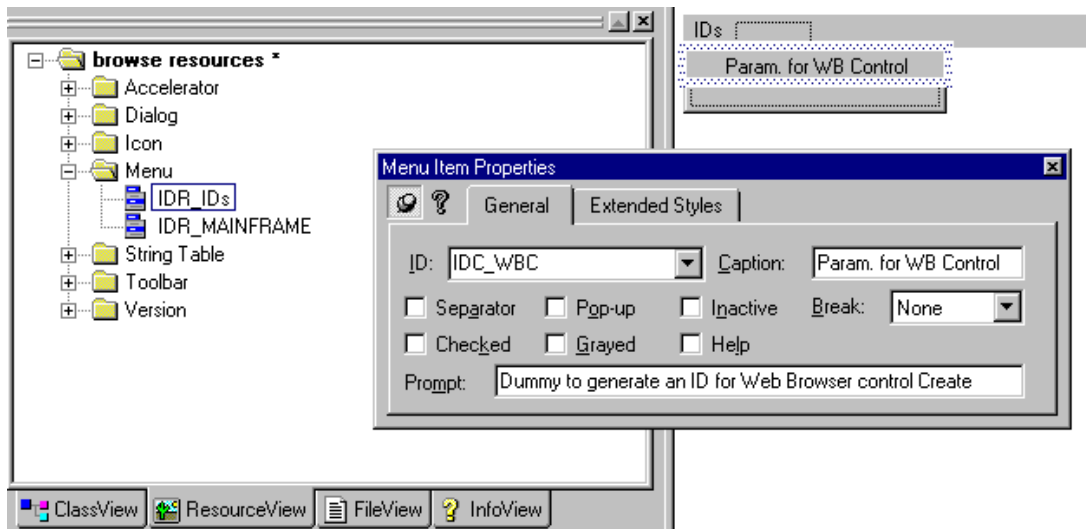 browse resources *
Accelerator
Dialog
Icon
Menu
IDR_IDs
IDR_MAINFRAME
String Table
Toolbar
Version
ClassView ResourceView FileView InfoView
IDs
Param. for WB Control
Menu Item Properties
General Extended Styles
ID: IDC_WBC Caption: Param. for WB Control
Separator Pop-up Inactive Break: None
Checked Grayed Help
Prompt: Dummy to generate an ID for Web Browser control Create